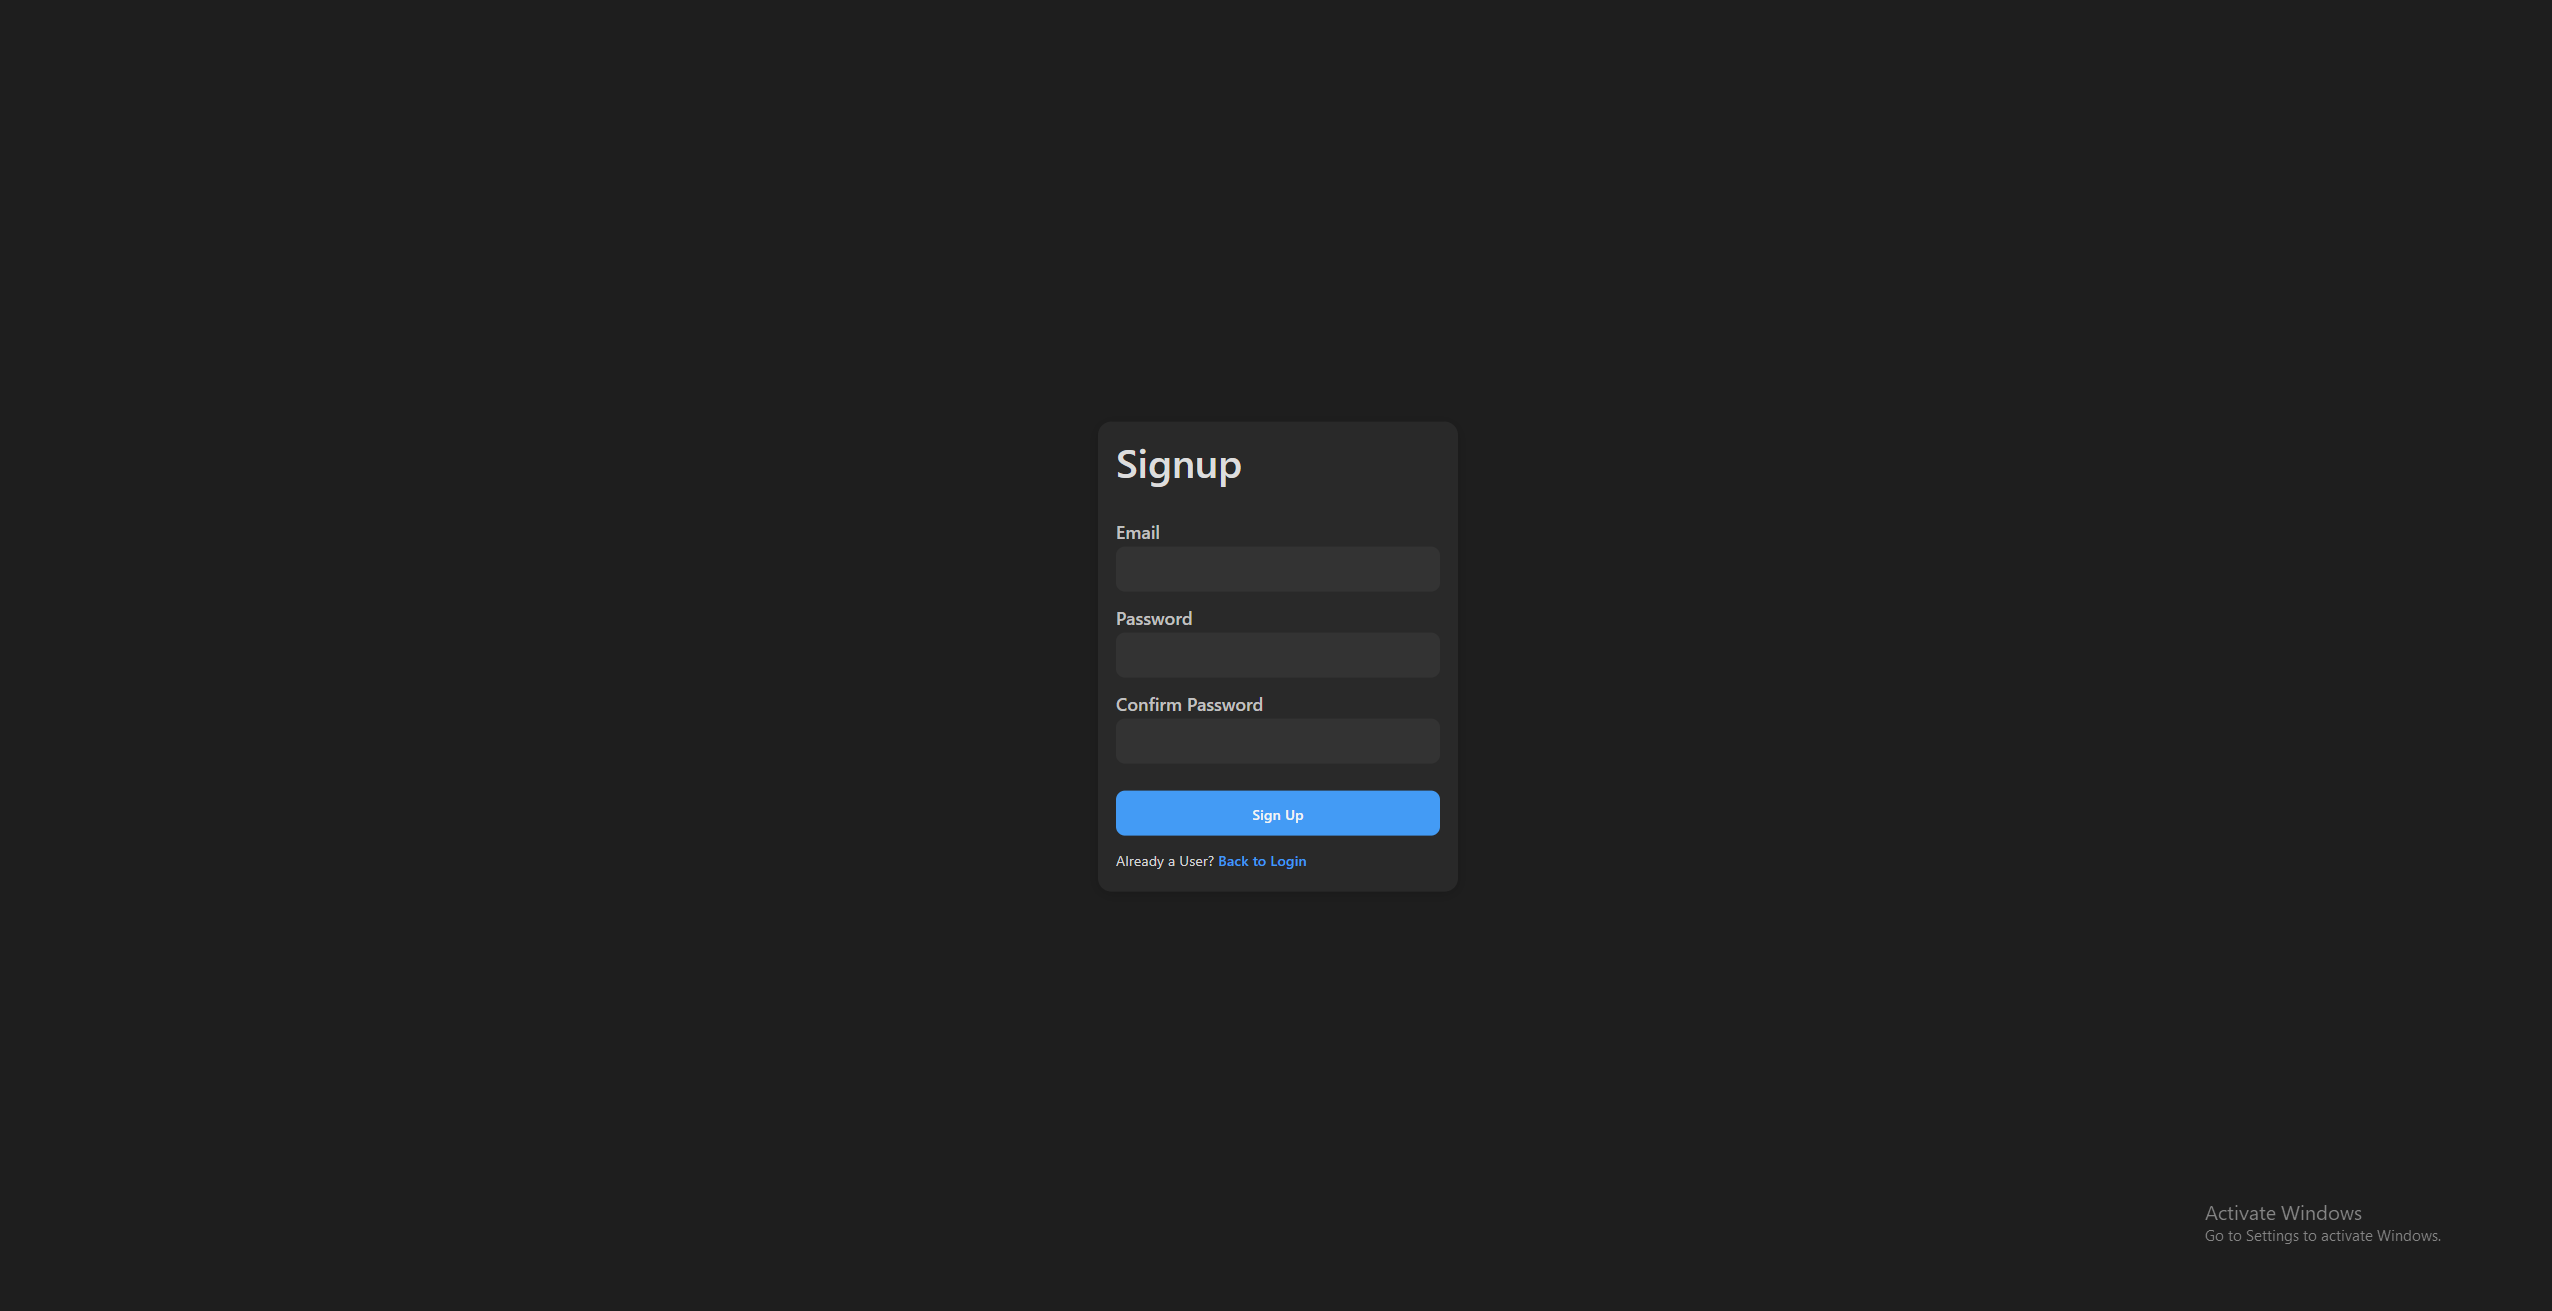 Signup
Email
Password
Confirm Password
Sign Up
Already a User? Back to Login
Activate Windows
Go to Settings to activate Windows.